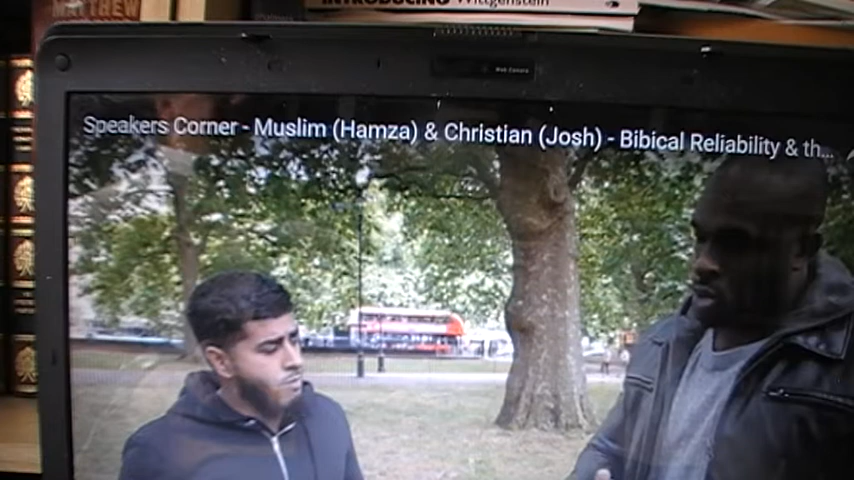 MATTHEW
INTRODUCING Wittgenstein
Web Camera
Speakers Corner - Muslim (Hamza) & Christian (Josh) - Bibical Reliability & th...